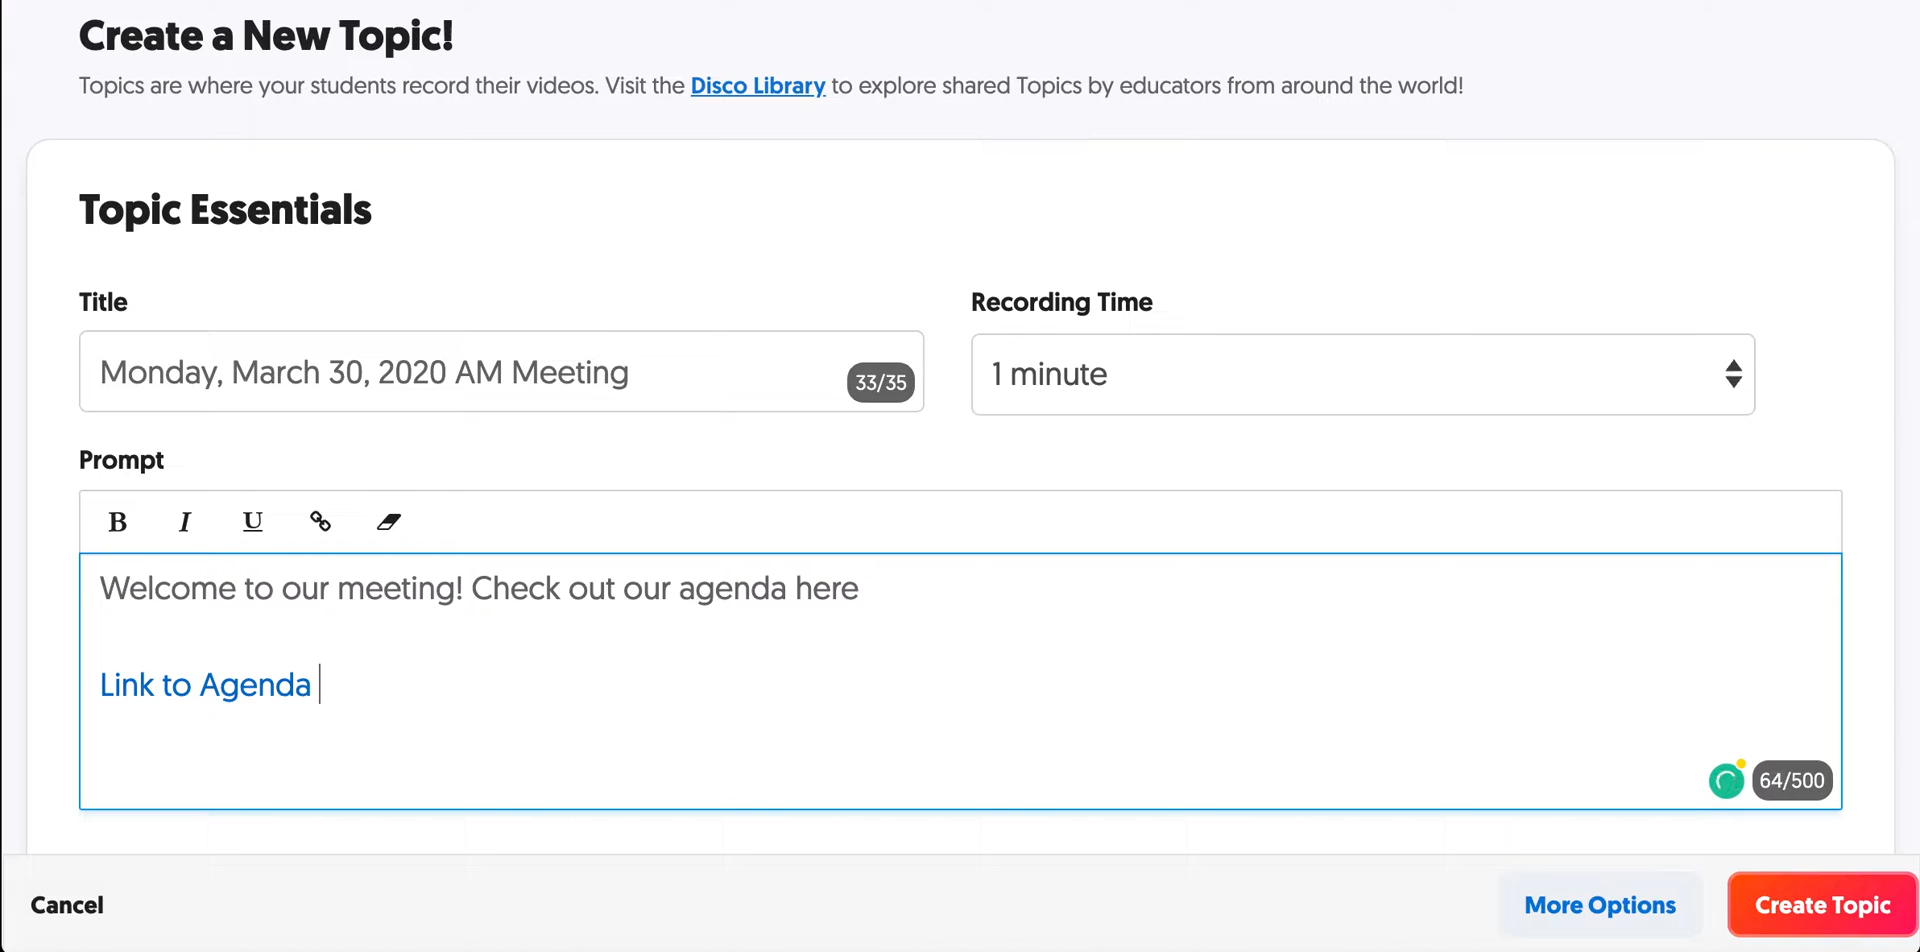 Create a New Topic!
Topics are where your students record their videos. Visit the Disco Library to explore shared Topics by educators from around the world!
Topic Essentials
Title
Recording Time
Monday, March 30, 2020 AM Meeting
33/35
1 minute
Prompt
B I U
Welcome to our meeting! Check out our agenda here
Link to Agenda
64/500
Cancel
More Options
Create Topic